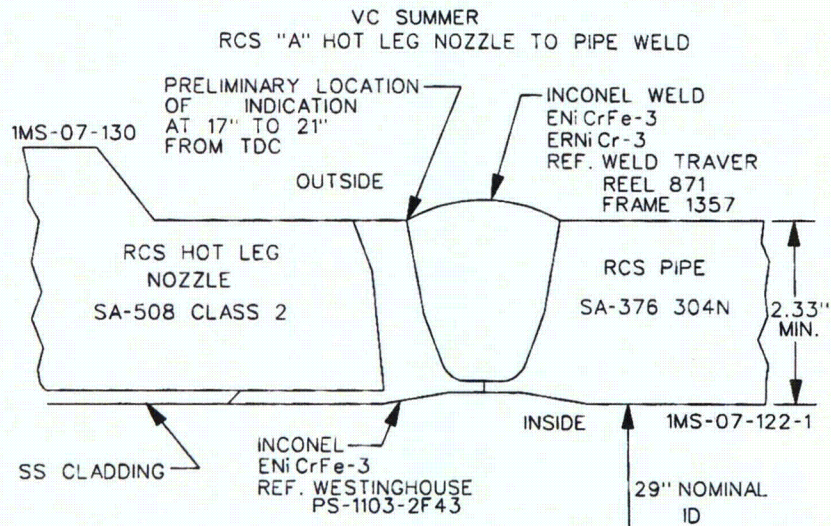 VC SUMMER
RCS "A" HOT LEG NOZZLE TO PIPE WELD
PRELIMINARY LOCATION
OF INDICATION
AT 17" TO 21"
FROM TDC
1MS-07-130
OUTSIDE
INCONEL WELD
ENiCrFe-3
ERNiCr-3
REF. WELD TRAVER
REEL 871
FRAME 1357
RCS HOT LEG
NOZZLE
SA-508 CLASS 2
RCS PIPE
SA-376 304N
2.33"
MIN.
INSIDE
1MS-07-122-1
SS CLADDING
INCONEL
ENiCrFe-3
REF. WESTINGHOUSE
PS-1103-2F43
29" NOMINAL
ID